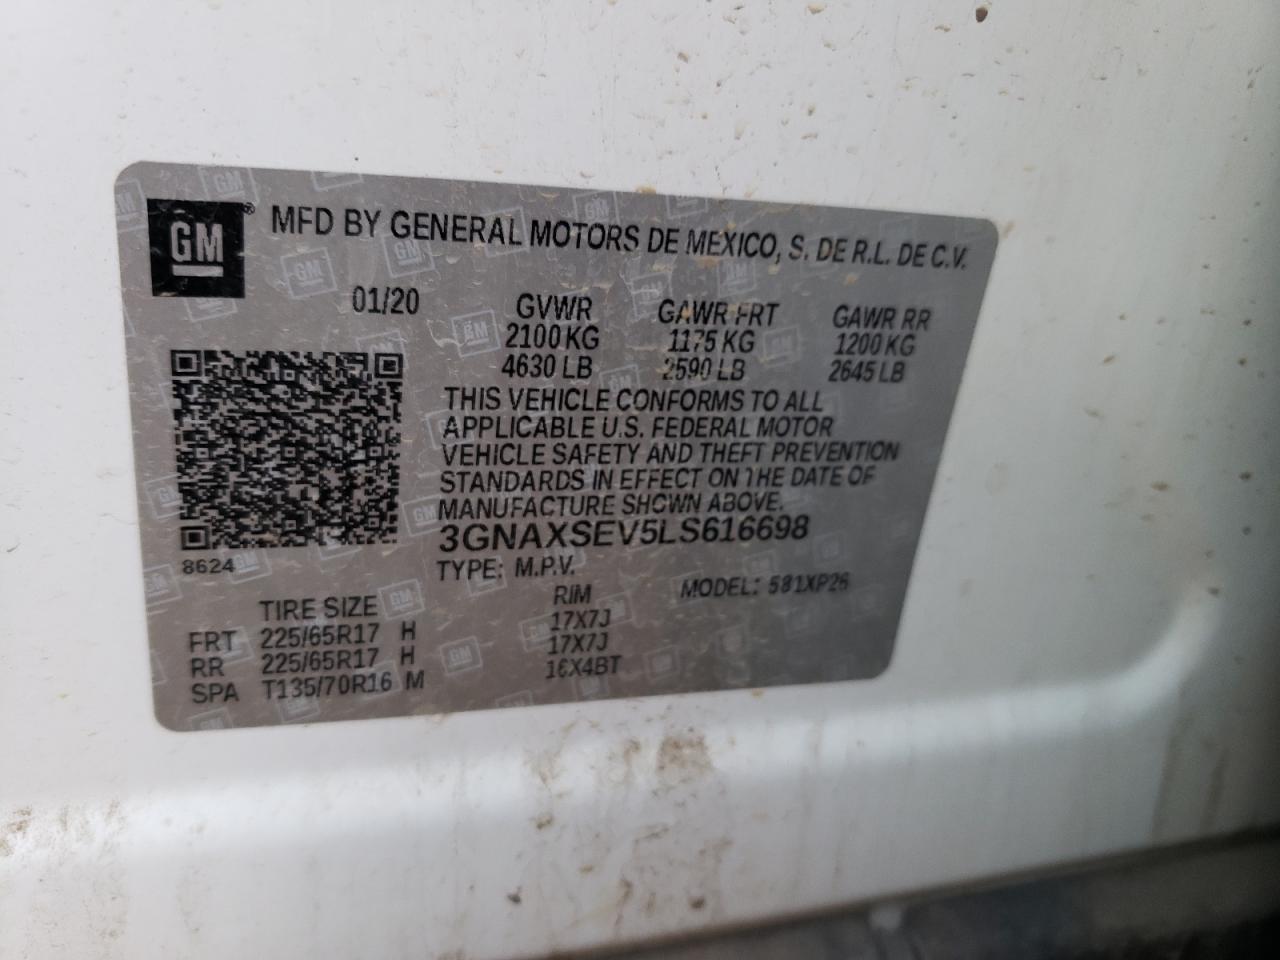 GM ® MFD BY GENERAL MOTORS DE MEXICO, S. DE R.L. DE C.V.
01/20 GVWR GAWR FRT GAWR RR
2100 KG 1175 KG 1200 KG
4630 LB 2590 LB 2645 LB
THIS VEHICLE CONFORMS TO ALL
APPLICABLE U.S. FEDERAL MOTOR
VEHICLE SAFETY AND THEFT PREVENTION
STANDARDS IN EFFECT ON THE DATE OF
MANUFACTURE SHOWN ABOVE.
3GNAXSEV5LS616698
8624 TYPE: M.P.V. MODEL: 581XP26
TIRE SIZE RIM
FRT 225/65R17 H 17X7J
RR 225/65R17 H 17X7J
SPA T135/70R16 M 16X4BT